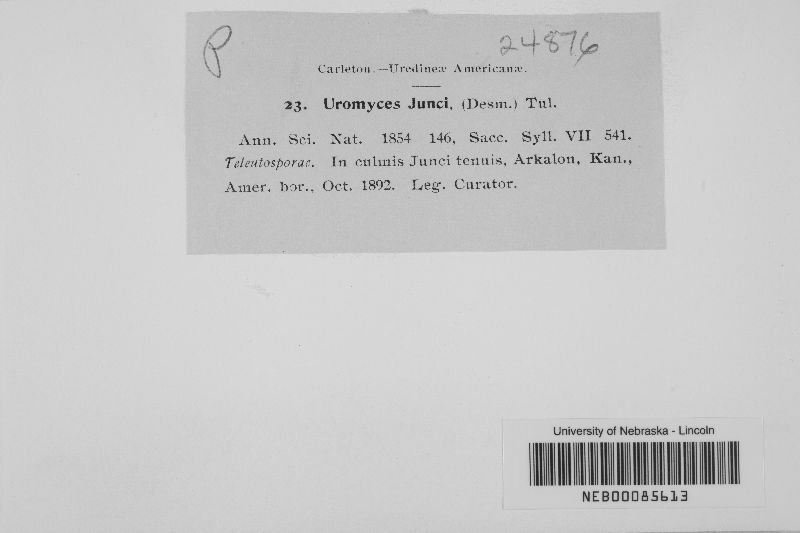 P
24876
Carleton.—Uredineæ Americanæ.
23. Uromyces Junci, (Desm.) Tul.
Ann. Sci. Nat. 1854 146, Sacc. Syll. VII 541.
Teleutosporae. In culmis Junci tenuis, Arkalon, Kan.,
Amer. bor., Oct. 1892. Leg. Curator.
University of Nebraska - Lincoln
NEB00085613